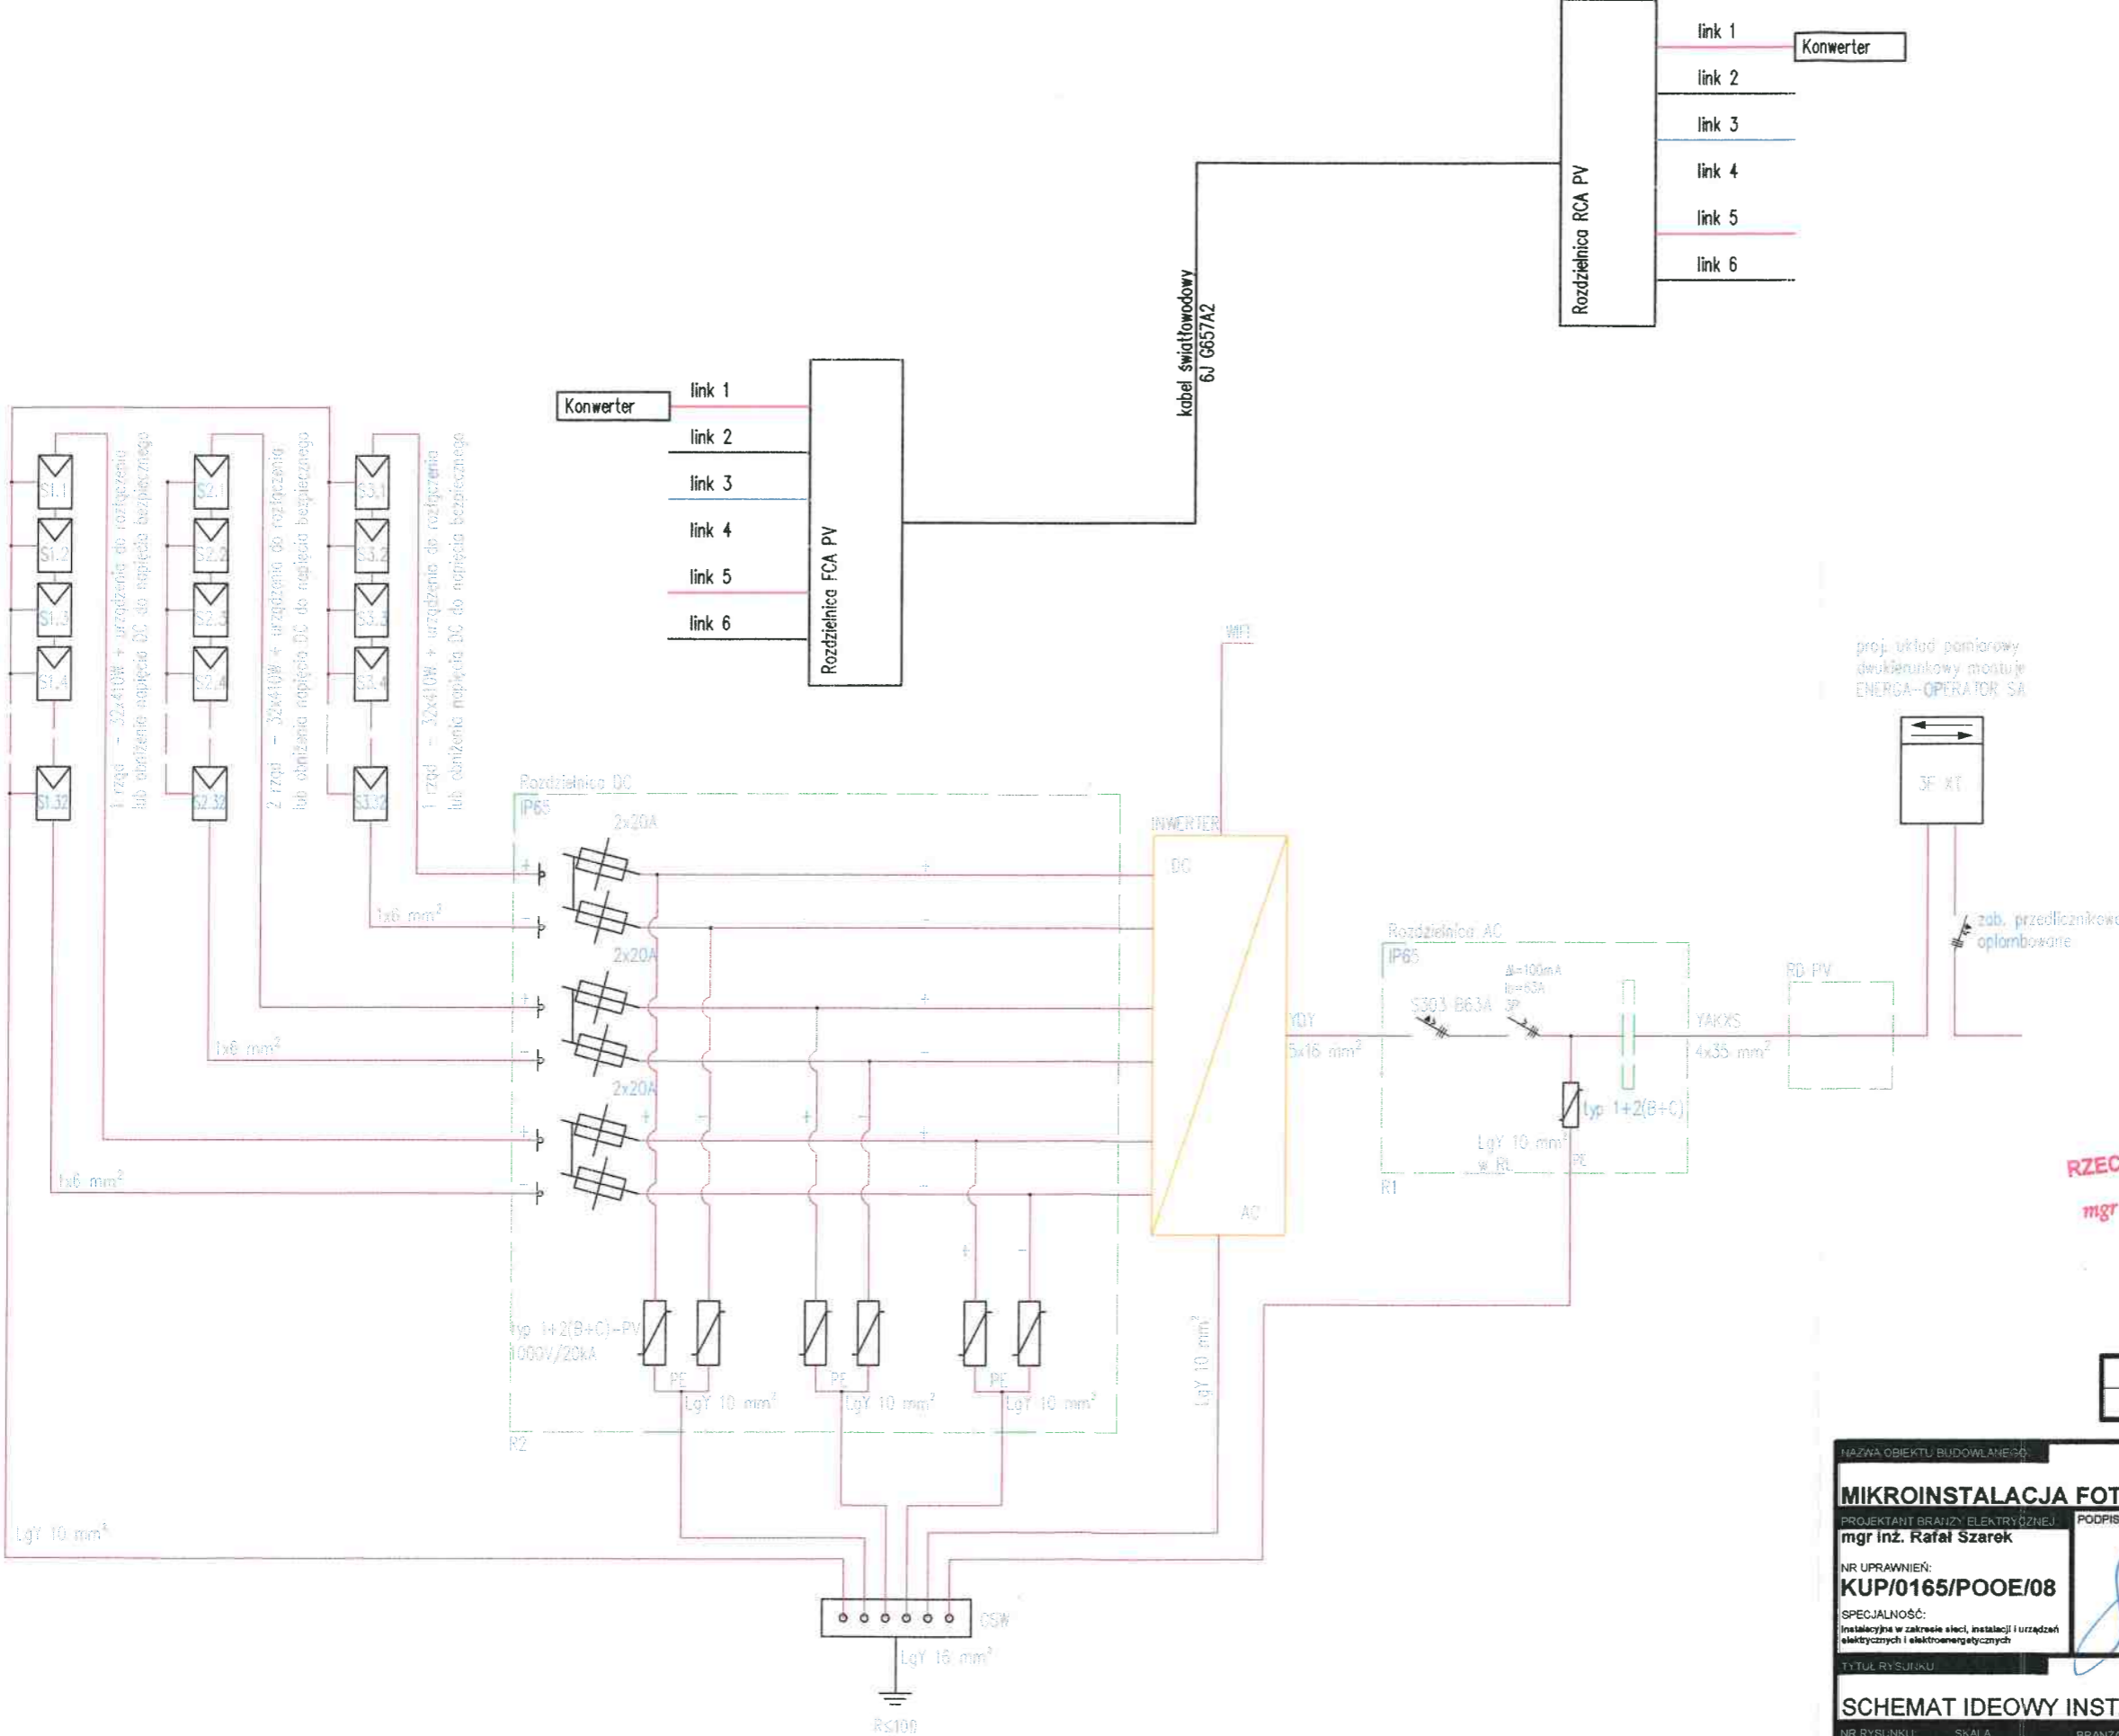 link 1
Konwerter
link 2
link 3
link 4
link 5
link 6
Rozdzielnica RCA PV
kabel światłowodowy
6J G657A2
Konwerter
link 1
link 2
link 3
link 4
link 5
link 6
Rozdzielnica FCA PV
S1.1
S1.2
S1.3
S1.4
S1.32
1 rząd - 32x410W + urządzenia do rozłączenia
lub obniżenie napięcia DC do napięcia bezpiecznego
S2.1
S2.2
S2.3
S2.4
S2.32
2 rząd - 32x410W + urządzenia do rozłączenia
lub obniżenia napięcia DC do napięcia bezpiecznego
S3.1
S3.2
S3.3
S3.4
S3.32
1 rząd - 32x410W + urządzenia do rozłączenia
lub obniżenia napięcia DC do napięcia bezpiecznego
WIFI
proj. układ pomiarowy
dwukierunkowy montuje
ENERGA-OPERATOR SA
3F XT
zab. przedlicznikowe
oplombowane
Rozdzielnica DC
IP65
2x20A
+
+
-
-
1x6 mm²
2x20A
+
+
-
-
1x6 mm²
2x20A
+
-
+
-
+
+
-
-
1x6 mm²
+
-
INWERTER
DC
AC
YDY
5x16 mm²
Rozdzielnica AC
IP65
S303 B63A
ΔI=100mA
In=63A
3P
typ 1+2(B+C)
LgY 10 mm²
PE
R1
YAKXS
4x35 mm²
RD PV
RZEC
mgr
typ 1+2(B+C)-PV
1000V/20kA
PE
LgY 10 mm²
PE
LgY 10 mm²
PE
LgY 10 mm²
R2
LgY 10 mm²
LgY 10 mm²
LgY 16 mm²
NAZWA OBIEKTU BUDOWLANEGO:
MIKROINSTALACJA FOT
PROJEKTANT BRANŻY ELEKTRYCZNEJ:
PODPIS
mgr inż. Rafał Szarek
NR UPRAWNIEŃ:
KUP/0165/POOE/08
SPECJALNOŚĆ:
Instalacyjna w zakresie sieci, instalacji i urządzeń
elektrycznych i elektroenergetycznych
TYTUŁ RYSUNKU:
SCHEMAT IDEOWY INST
NR RYSUNKU:
SKALA
BRANŻA